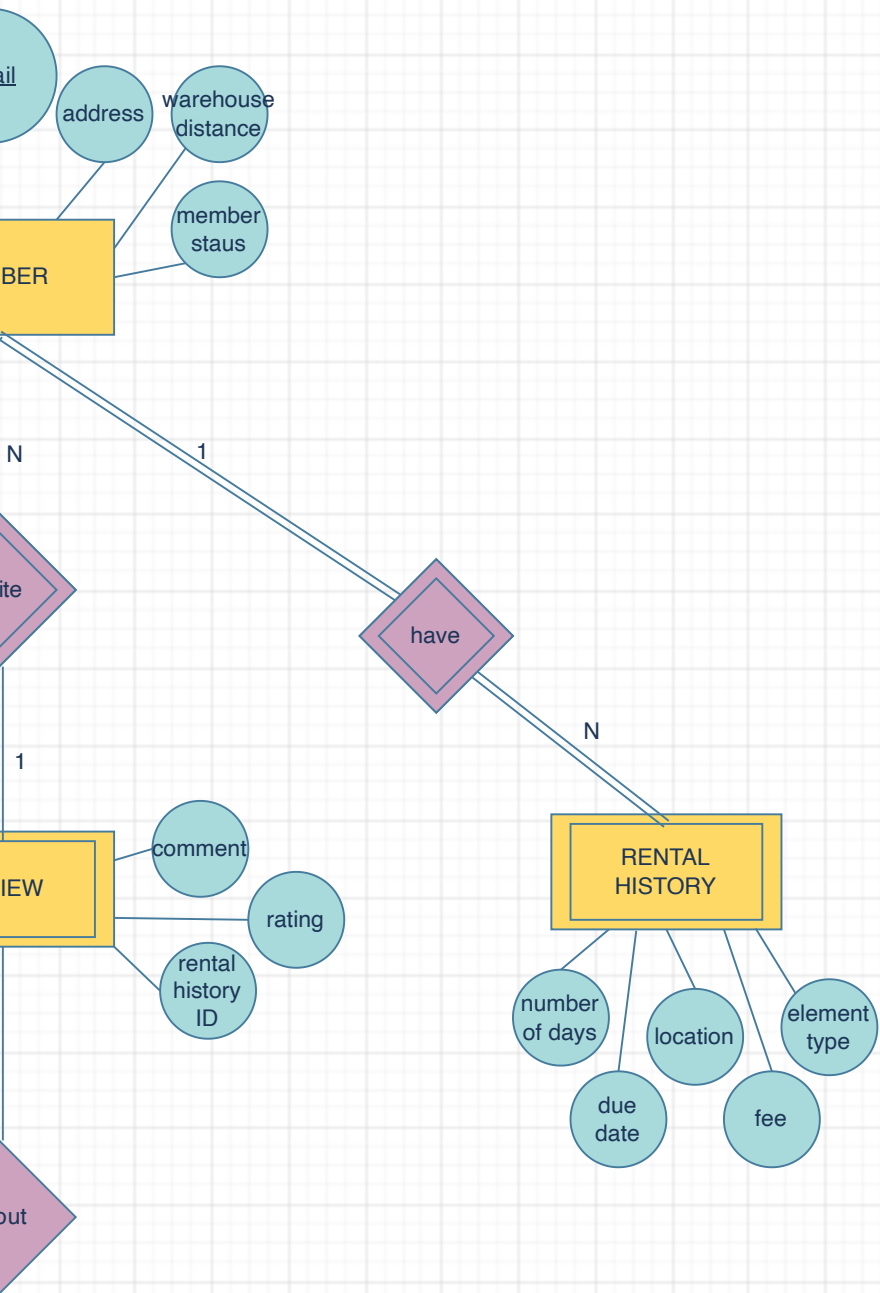 ail
address
warehouse
distance
member
staus
BER
1
N
ite
have
N
1
RENTAL
HISTORY
comment
IEW
rating
rental
history
ID
number
of days
location
element
type
due
date
fee
out